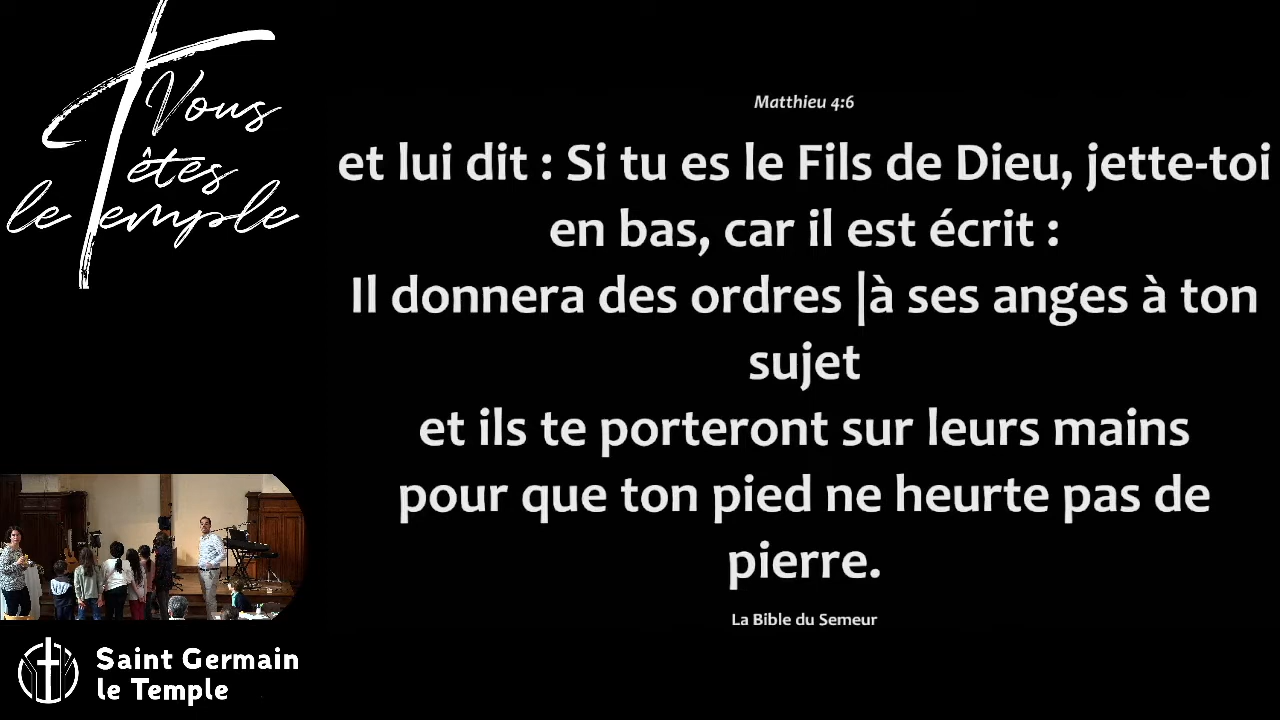 Vous
êtes
le Temple
Matthieu 4:6
et lui dit : Si tu es le Fils de Dieu, jette-toi
en bas, car il est écrit :
Il donnera des ordres |à ses anges à ton
sujet
et ils te porteront sur leurs mains
pour que ton pied ne heurte pas de
pierre.
La Bible du Semeur
Saint Germain
le Temple